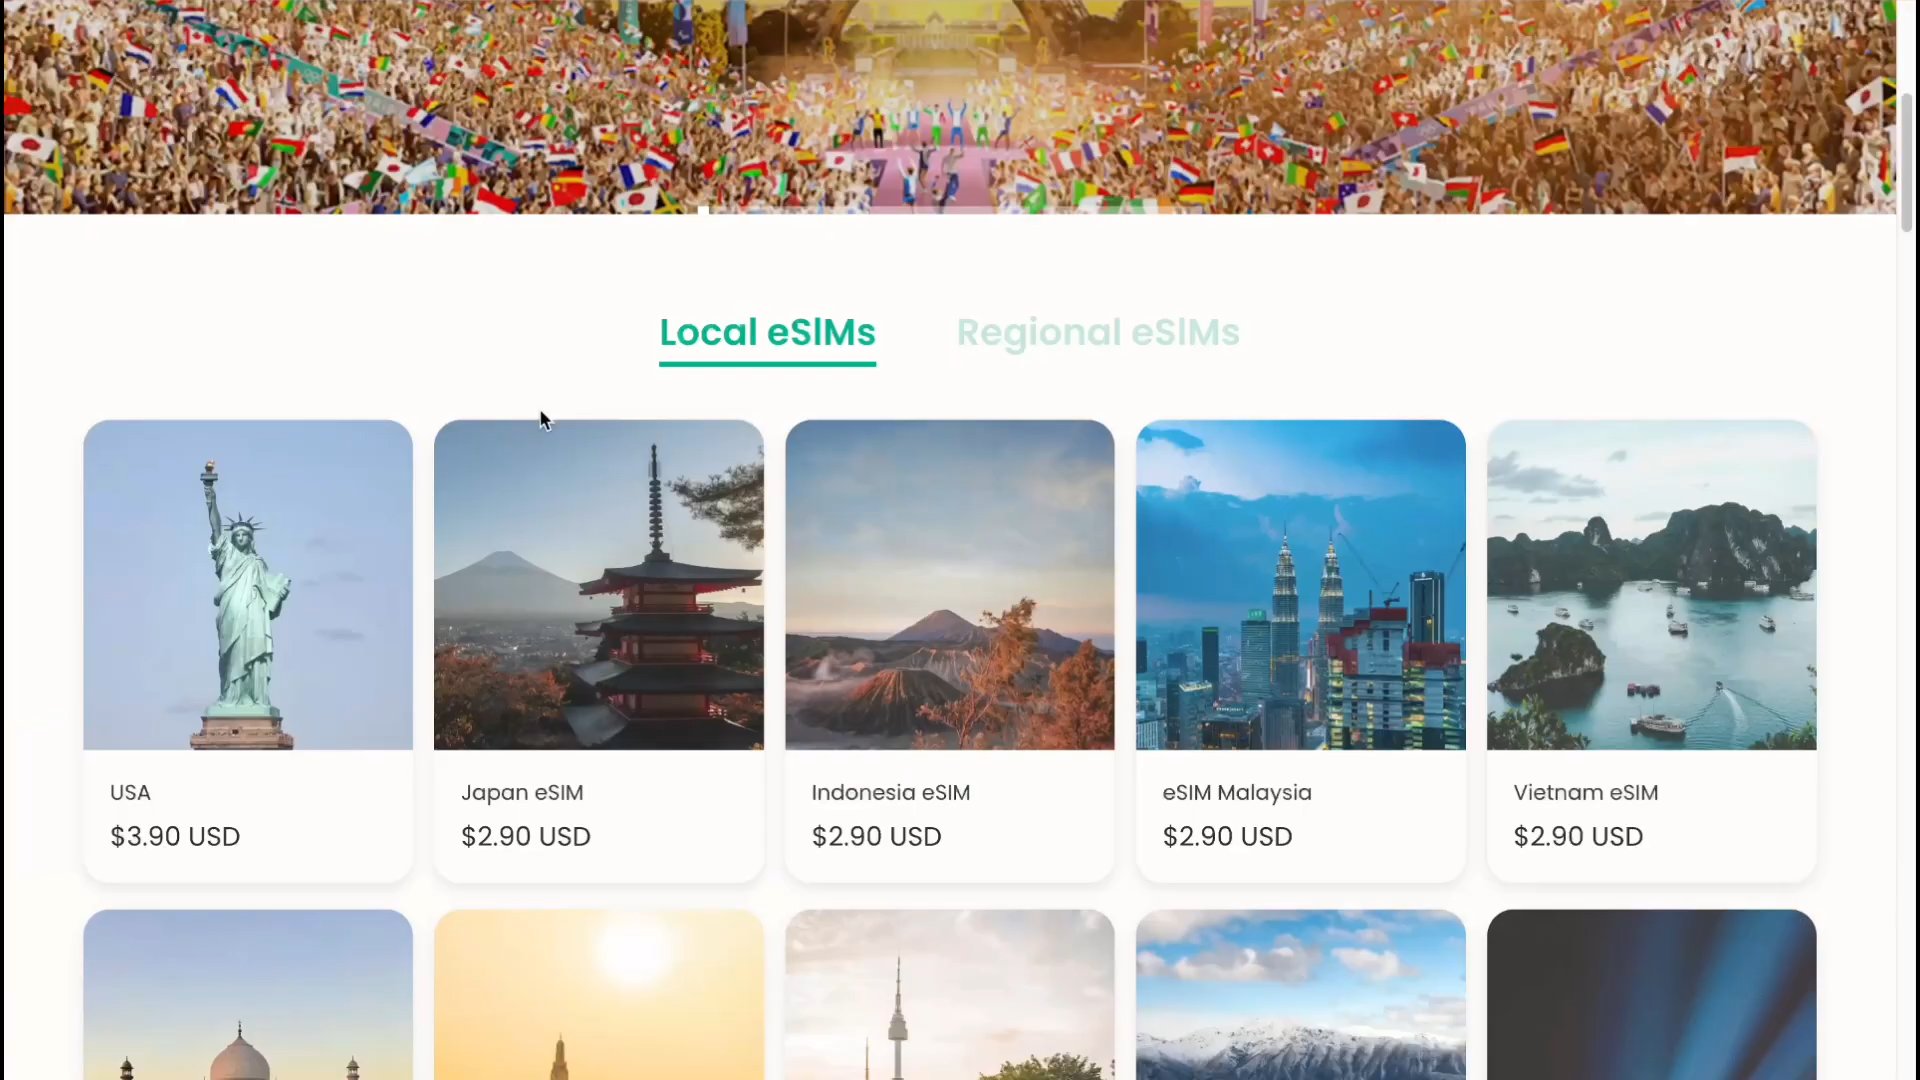 Local eSIMs
Regional eSIMs
USA
$3.90 USD
Japan eSIM
$2.90 USD
Indonesia eSIM
$2.90 USD
eSIM Malaysia
$2.90 USD
Vietnam eSIM
$2.90 USD